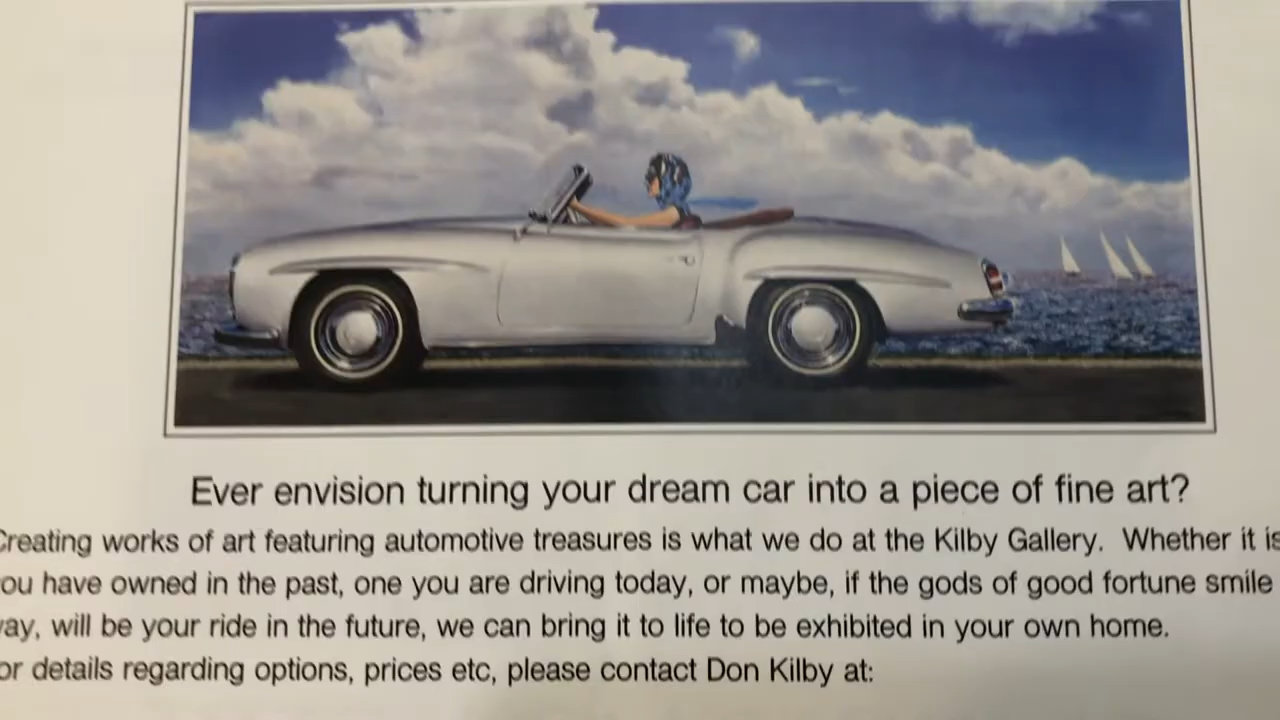 Ever envision turning your dream car into a piece of fine art?
Creating works of art featuring automotive treasures is what we do at the Kilby Gallery. Whether it is
you have owned in the past, one you are driving today, or maybe, if the gods of good fortune smile
way, will be your ride in the future, we can bring it to life to be exhibited in your own home.
or details regarding options, prices etc, please contact Don Kilby at: